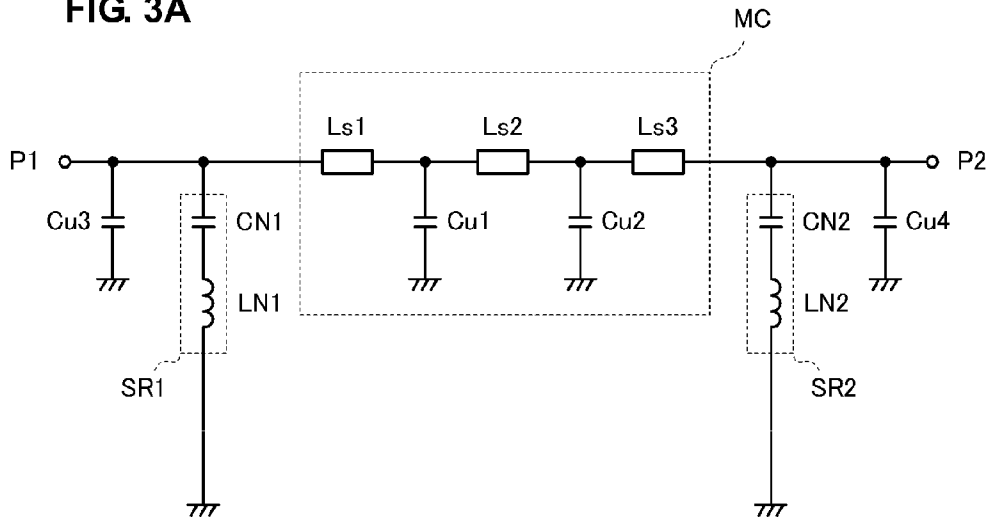 FIG. 3A
MC
Ls1
Ls2
Ls3
P1
P2
Cu3
CN1
Cu1
Cu2
CN2
Cu4
LN1
LN2
SR1
SR2